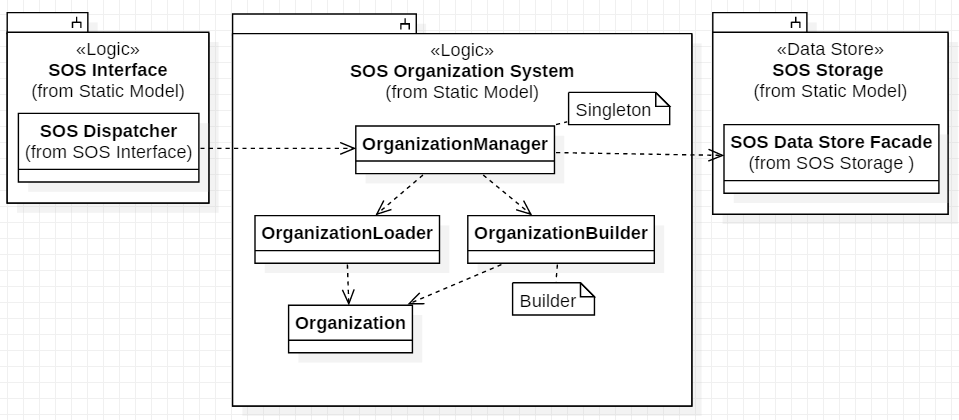 «Logic»
SOS Interface
(from Static Model)
SOS Dispatcher
(from SOS Interface)
«Logic»
SOS Organization System
(from Static Model)
Singleton
OrganizationManager
OrganizationLoader
OrganizationBuilder
Builder
Organization
«Data Store»
SOS Storage
(from Static Model)
SOS Data Store Facade
(from SOS Storage )